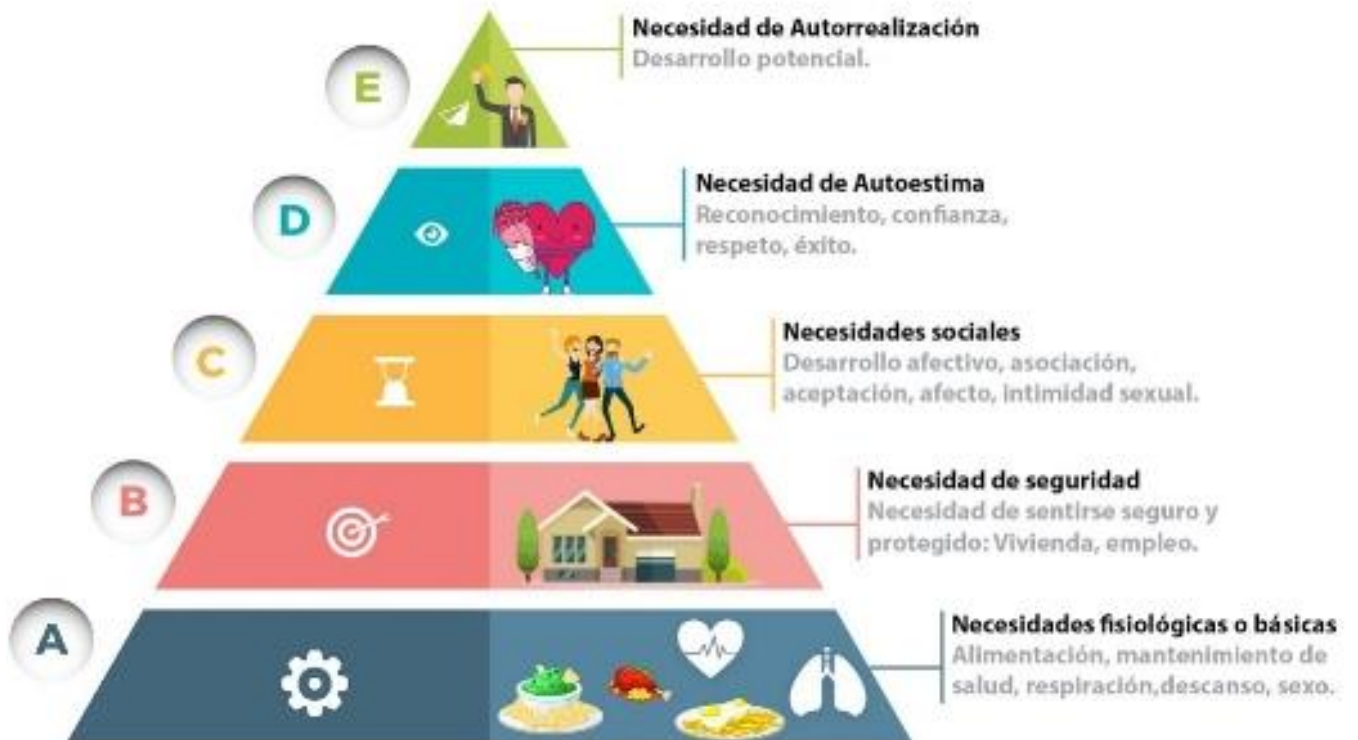 E
Necesidad de Autorrealización
Desarrollo potencial.
D
Necesidad de Autoestima
Reconocimiento, confianza,
respeto, éxito.
C
Necesidades sociales
Desarrollo afectivo, asociación,
aceptación, afecto, intimidad sexual.
B
Necesidad de seguridad
Necesidad de sentirse seguro y
protegido: Vivienda, empleo.
A
Necesidades fisiológicas o básicas
Alimentación, mantenimiento de
salud, respiración,descanso, sexo.